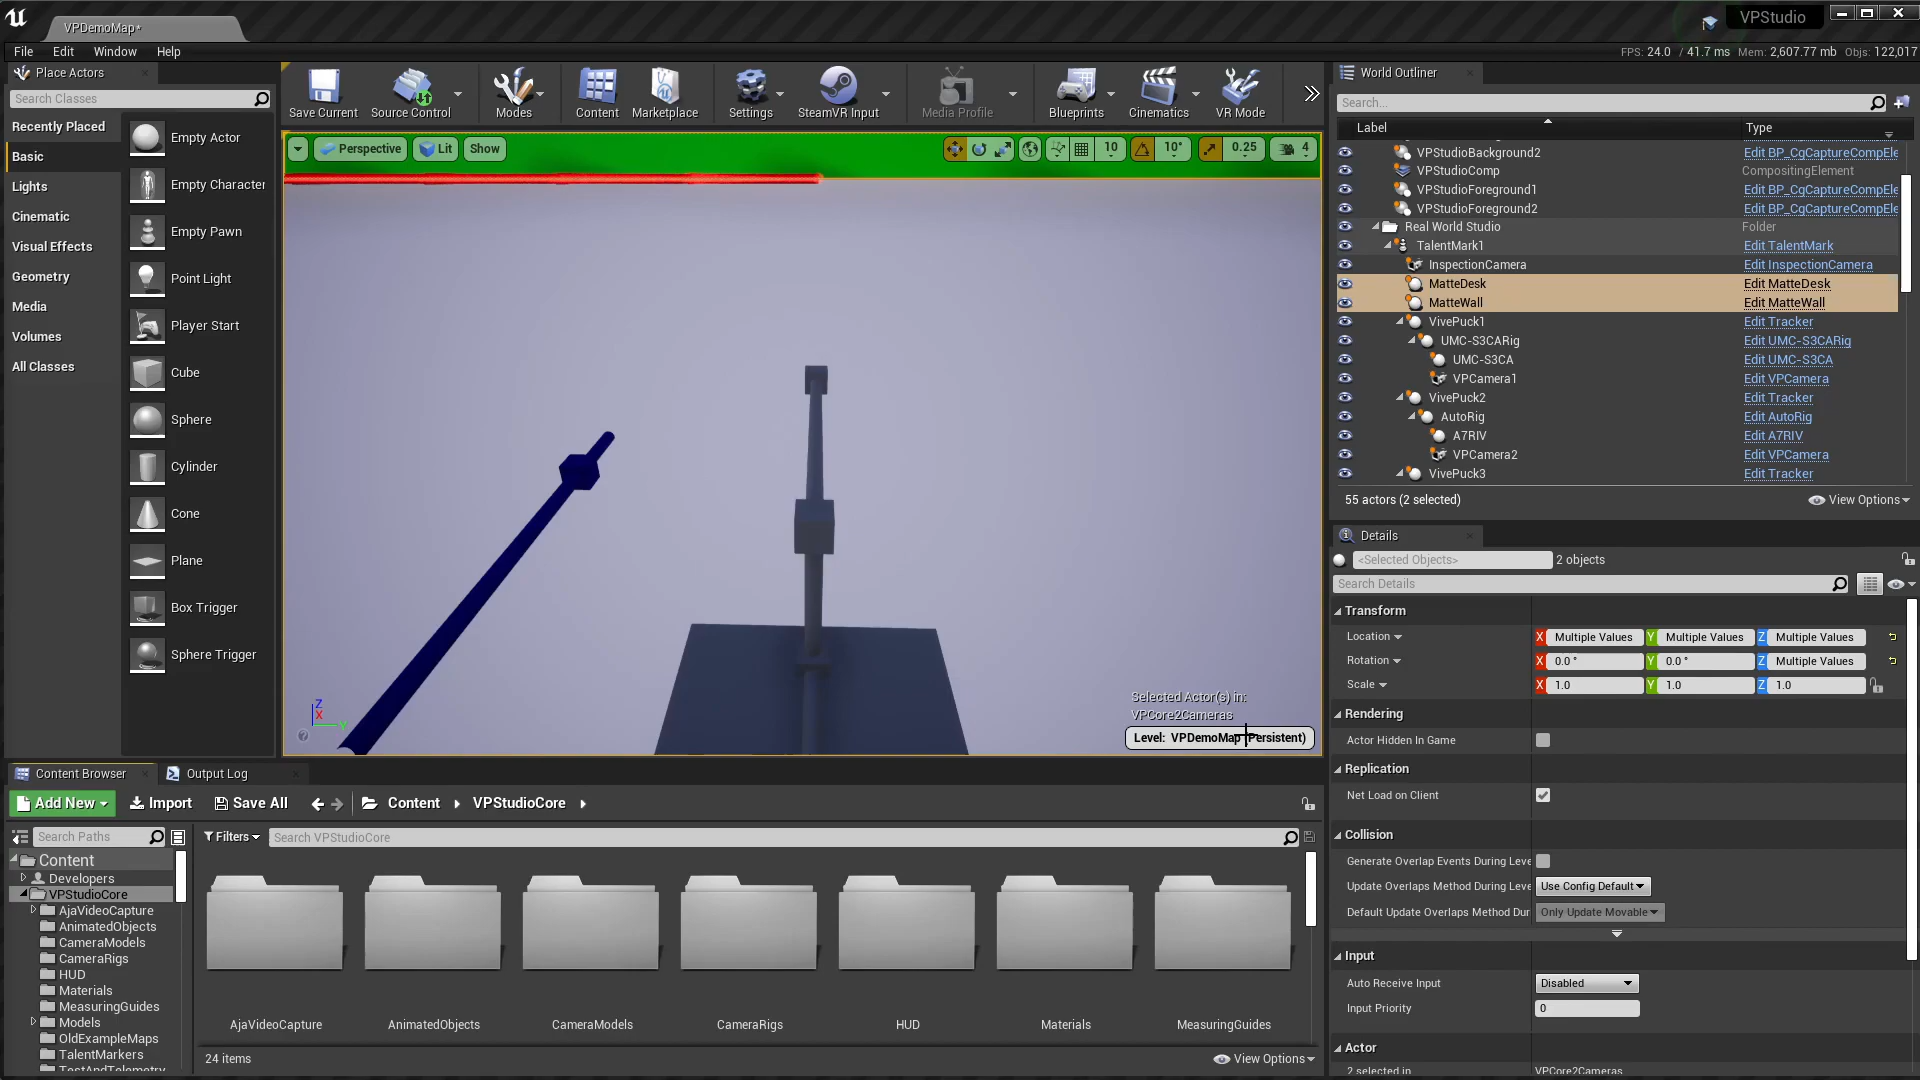 VPDemoMap*
VPStudio
File Edit Window Help
FPS: 24.0 / 41.7 ms Mem: 2,607.77 mb Objs: 122,017
Place Actors
Search Classes
Recently Placed
Basic
Lights
Cinematic
Visual Effects
Geometry
Media
Volumes
All Classes
Empty Actor
Empty Character
Empty Pawn
Point Light
Player Start
Cube
Sphere
Cylinder
Cone
Plane
Box Trigger
Sphere Trigger
Save Current
Source Control
Modes
Content
Marketplace
Settings
SteamVR Input
Media Profile
Blueprints
Cinematics
VR Mode
Perspective Lit Show
10 10° 0.25 4
Z
X
Y
Selected Actor(s) in:
VPCore2Cameras
Level: VPDemoMap (Persistent)
World Outliner
Search...
Label Type
VPStudioBackground2 Edit BP_CgCaptureCompEle
VPStudioComp CompositingElement
VPStudioForeground1 Edit BP_CgCaptureCompEle
VPStudioForeground2 Edit BP_CgCaptureCompEle
Real World Studio Folder
TalentMark1 Edit TalentMark
InspectionCamera Edit InspectionCamera
MatteDesk Edit MatteDesk
MatteWall Edit MatteWall
VivePuck1 Edit Tracker
UMC-S3CARig Edit UMC-S3CARig
UMC-S3CA Edit UMC-S3CA
VPCamera1 Edit VPCamera
VivePuck2 Edit Tracker
AutoRig Edit AutoRig
A7RIV Edit A7RIV
VPCamera2 Edit VPCamera
VivePuck3 Edit Tracker
55 actors (2 selected) View Options
Details
<Selected Objects> 2 objects
Search Details
Transform
Location X Multiple Values Y Multiple Values Z Multiple Values
Rotation X 0.0 ° Y 0.0 ° Z Multiple Values
Scale X 1.0 Y 1.0 Z 1.0
Rendering
Actor Hidden In Game
Replication
Net Load on Client
Collision
Generate Overlap Events During Leve
Update Overlaps Method During Leve Use Config Default
Default Update Overlaps Method Dur Only Update Movable
Input
Auto Receive Input Disabled
Input Priority 0
Actor
2 selected in VPCore2Cameras
Content Browser Output Log
Add New Import Save All Content VPStudioCore
Search Paths
Filters Search VPStudioCore
Content
Developers
VPStudioCore
AjaVideoCapture
AnimatedObjects
CameraModels
CameraRigs
HUD
Materials
MeasuringGuides
Models
OldExampleMaps
TalentMarkers
TestAndTelemetry
AjaVideoCapture AnimatedObjects CameraModels CameraRigs HUD Materials MeasuringGuides
24 items View Options